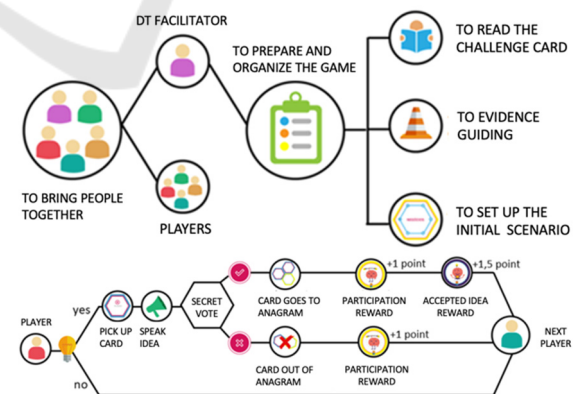 DT FACILITATOR
TO PREPARE AND
ORGANIZE THE GAME
TO READ THE
CHALLENGE CARD
TO EVIDENCE
GUIDING
TO BRING PEOPLE
TOGETHER
PLAYERS
TO SET UP THE
INITIAL SCENARIO
PLAYER
yes
no
PICK UP
CARD
SPEAK
IDEA
SECRET
VOTE
CARD GOES TO
ANAGRAM
+1 point
PARTICIPATION
REWARD
+1,5 point
ACCEPTED IDEA
REWARD
CARD OUT OF
ANAGRAM
+1 point
PARTICIPATION
REWARD
NEXT
PLAYER